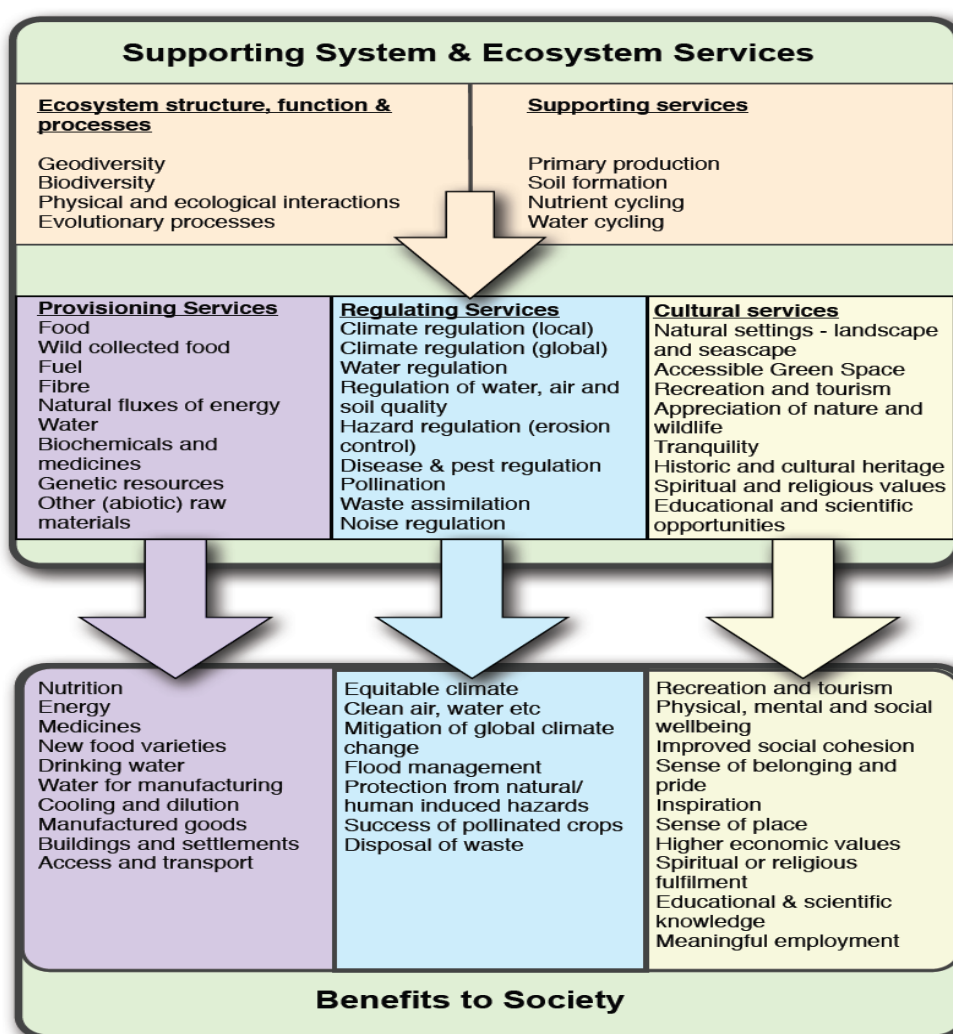 Supporting System & Ecosystem Services
Ecosystem structure, function &
processes
Geodiversity
Biodiversity
Physical and ecological interactions
Evolutionary processes
Supporting services
Primary production
Soil formation
Nutrient cycling
Water cycling
Provisioning Services
Food
Wild collected food
Fuel
Fibre
Natural fluxes of energy
Water
Biochemicals and
medicines
Genetic resources
Other (abiotic) raw
materials
Regulating Services
Climate regulation (local)
Climate regulation (global)
Water regulation
Regulation of water, air and
soil quality
Hazard regulation (erosion
control)
Disease & pest regulation
Pollination
Waste assimilation
Noise regulation
Cultural services
Natural settings - landscape
and seascape
Accessible Green Space
Recreation and tourism
Appreciation of nature and
wildlife
Tranquility
Historic and cultural heritage
Spiritual and religious values
Educational and scientific
opportunities
Nutrition
Energy
Medicines
New food varieties
Drinking water
Water for manufacturing
Cooling and dilution
Manufactured goods
Buildings and settlements
Access and transport
Equitable climate
Clean air, water etc
Mitigation of global climate
change
Flood management
Protection from natural/
human induced hazards
Success of pollinated crops
Disposal of waste
Recreation and tourism
Physical, mental and social
wellbeing
Improved social cohesion
Sense of belonging and
pride
Inspiration
Sense of place
Higher economic values
Spiritual or religious
fulfilment
Educational & scientific
knowledge
Meaningful employment
Benefits to Society